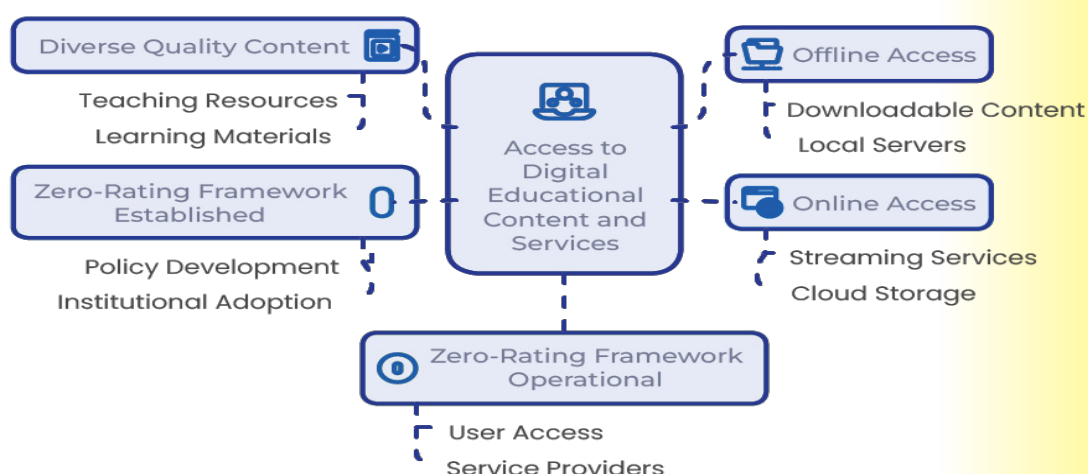 Diverse Quality Content
Teaching Resources
Learning Materials
Zero-Rating Framework
Established
Policy Development
Institutional Adoption
Access to
Digital
Educational
Content and
Services
Offline Access
Downloadable Content
Local Servers
Online Access
Streaming Services
Cloud Storage
Zero-Rating Framework
Operational
User Access
Service Providers